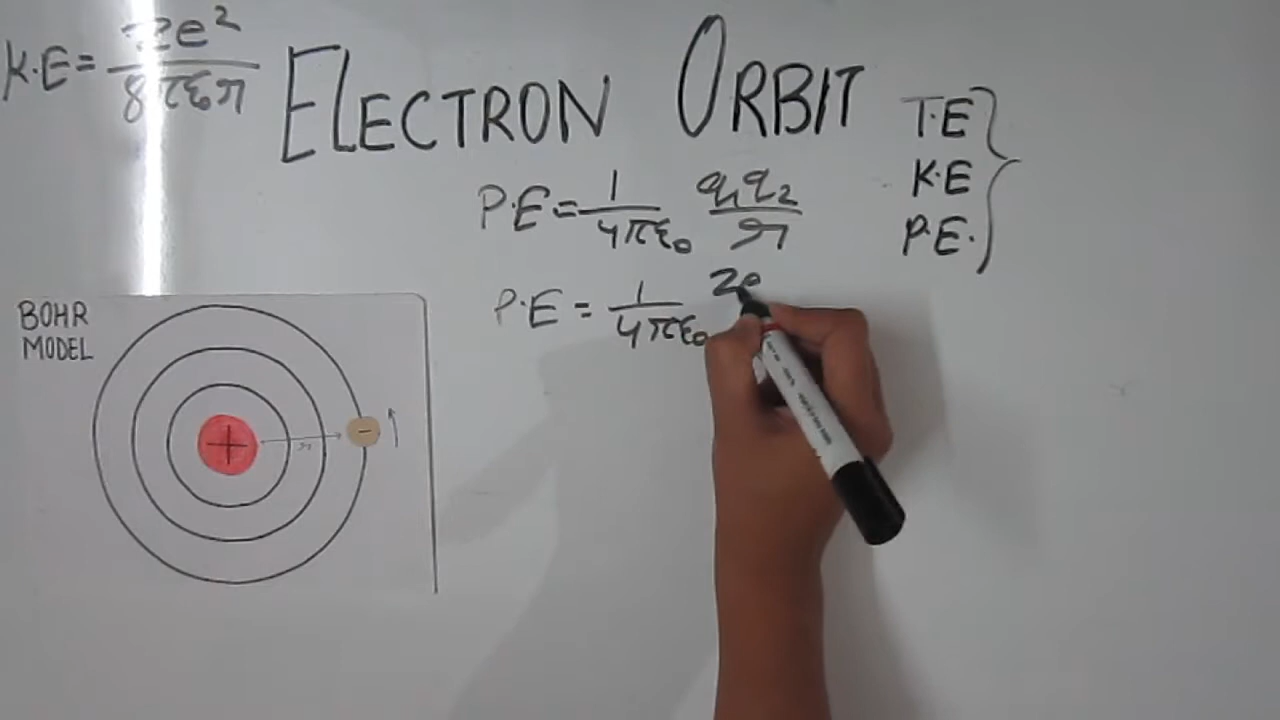 K.E = Ze²/8πε₀r
ELECTRON ORBIT
T.E
K.E
P.E.
P.E = 1/4πε₀ q₁q₂/r
P.E = 1/4πε₀ Ze
BOHR
MODEL
+
r
−